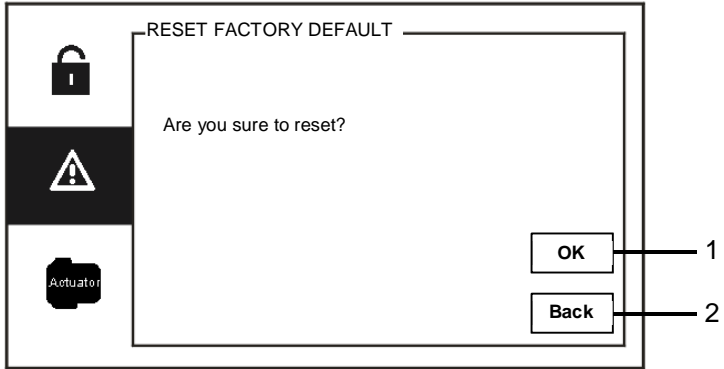 RESET FACTORY DEFAULT
Are you sure to reset?
OK
1
Actuator
Back
2